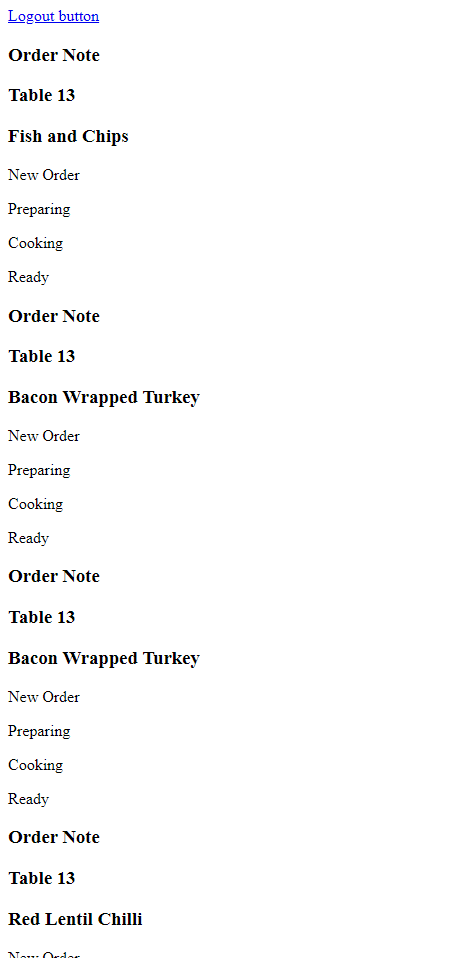 Logout button
Order Note
Table 13
Fish and Chips
New Order
Preparing
Cooking
Ready
Order Note
Table 13
Bacon Wrapped Turkey
New Order
Preparing
Cooking
Ready
Order Note
Table 13
Bacon Wrapped Turkey
New Order
Preparing
Cooking
Ready
Order Note
Table 13
Red Lentil Chilli
New Order